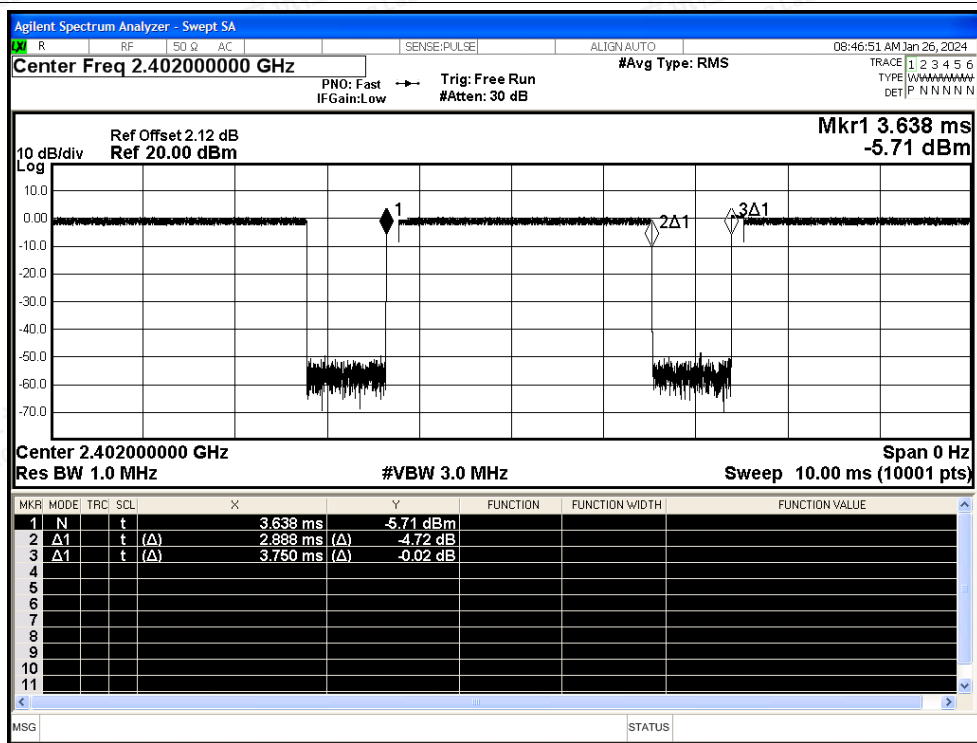 Agilent Spectrum Analyzer - Swept SA
LXI R RF 50 Ω AC SENSE:PULSE ALIGN AUTO 08:46:51 AM Jan 26, 2024
Center Freq 2.402000000 GHz #Avg Type: RMS TRACE 1 2 3 4 5 6
PNO: Fast Trig: Free Run TYPE WWWWWW
IFGain:Low #Atten: 30 dB DET P N N N N N
Mkr1 3.638 ms
-5.71 dBm
Ref Offset 2.12 dB
10 dB/div Ref 20.00 dBm
Log
10.0
0.00
1
2Δ1
3Δ1
-10.0
-20.0
-30.0
-40.0
-50.0
-60.0
-70.0
Center 2.402000000 GHz Span 0 Hz
Res BW 1.0 MHz #VBW 3.0 MHz Sweep 10.00 ms (10001 pts)
MKR MODE TRC SCL X Y FUNCTION FUNCTION WIDTH FUNCTION VALUE
1 N t 3.638 ms -5.71 dBm
2 Δ1 t (Δ) 2.888 ms (Δ) -4.72 dB
3 Δ1 t (Δ) 3.750 ms (Δ) -0.02 dB
4
5
6
7
8
9
10
11
MSG STATUS